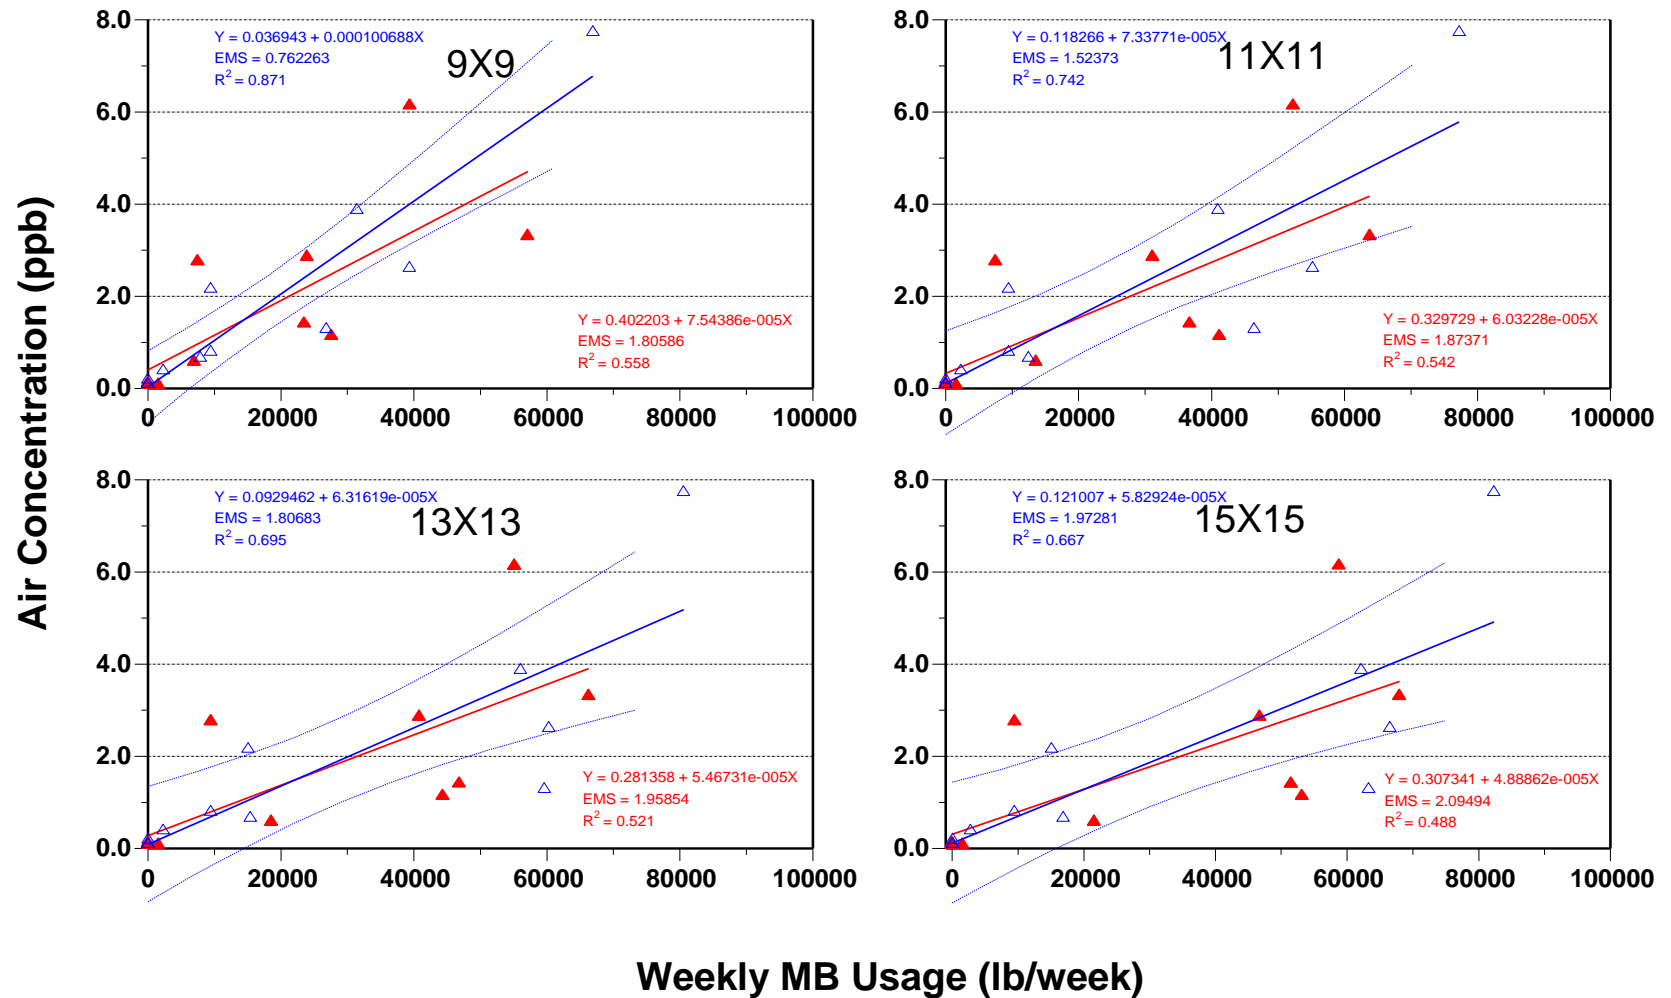 Air Concentration (ppb)
8.0
6.0
4.0
2.0
0.0
Y = 0.036943 + 0.000100688X
EMS = 0.762263
R2 = 0.871
9X9
Y = 0.402203 + 7.54386e-005X
EMS = 1.80586
R2 = 0.558
0 20000 40000 60000 80000 100000
8.0
6.0
4.0
2.0
0.0
Y = 0.118266 + 7.33771e-005X
EMS = 1.52373
R2 = 0.742
11X11
Y = 0.329729 + 6.03228e-005X
EMS = 1.87371
R2 = 0.542
0 20000 40000 60000 80000 100000
8.0
6.0
4.0
2.0
0.0
Y = 0.0929462 + 6.31619e-005X
EMS = 1.80683
R2 = 0.695
13X13
Y = 0.281358 + 5.46731e-005X
EMS = 1.95854
R2 = 0.521
0 20000 40000 60000 80000 100000
8.0
6.0
4.0
2.0
0.0
Y = 0.121007 + 5.82924e-005X
EMS = 1.97281
R2 = 0.667
15X15
Y = 0.307341 + 4.88862e-005X
EMS = 2.09494
R2 = 0.488
0 20000 40000 60000 80000 100000
Weekly MB Usage (lb/week)